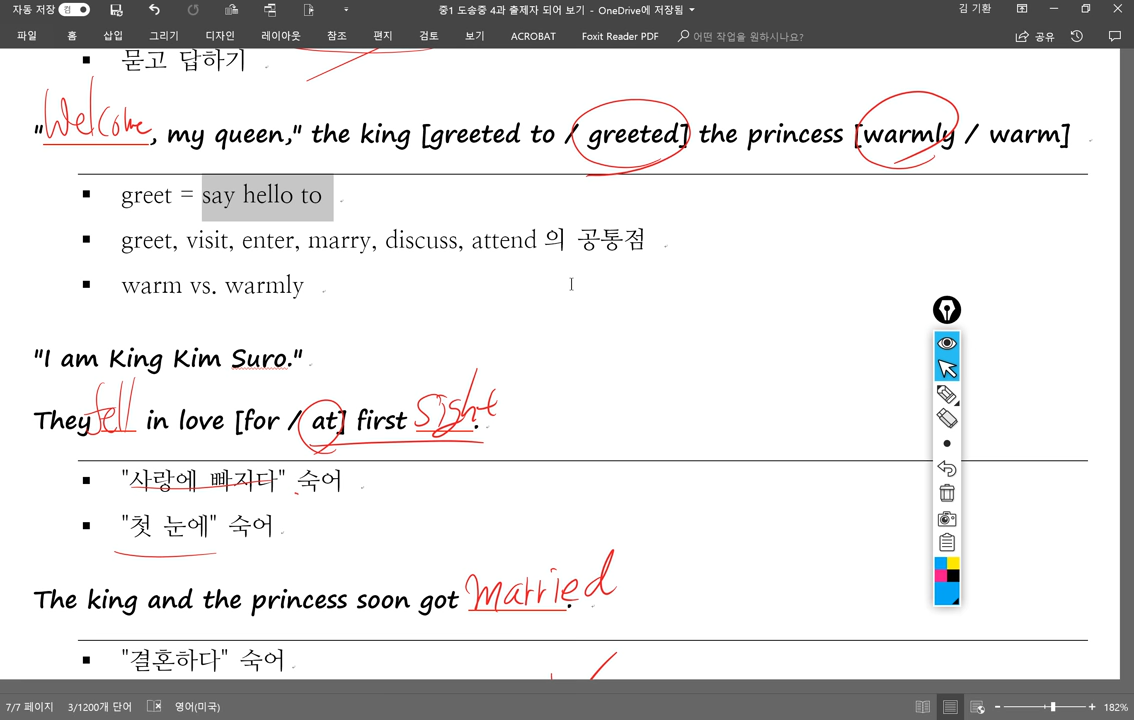 자동 저장 컴 중1 도송중 4과 출제자 되어 보기 - OneDrive에 저장됨 김 기환
파일 홈 삽입 그리기 디자인 레이아웃 참조 편지 검토 보기 ACROBAT Foxit Reader PDF 어떤 작업을 원하시나요? 공유
묻고 답하기
"Welcome, my queen," the king [greeted to / greeted] the princess [warmly / warm]
greet = say hello to
greet, visit, enter, marry, discuss, attend 의 공통점
warm vs. warmly
"I am King Kim Suro."
They fell in love [for / at] first sight.
"사랑에 빠지다" 숙어
"첫 눈에" 숙어
The king and the princess soon got married.
"결혼하다" 숙어
7/7 페이지 3/1200개 단어 영어(미국) 182%